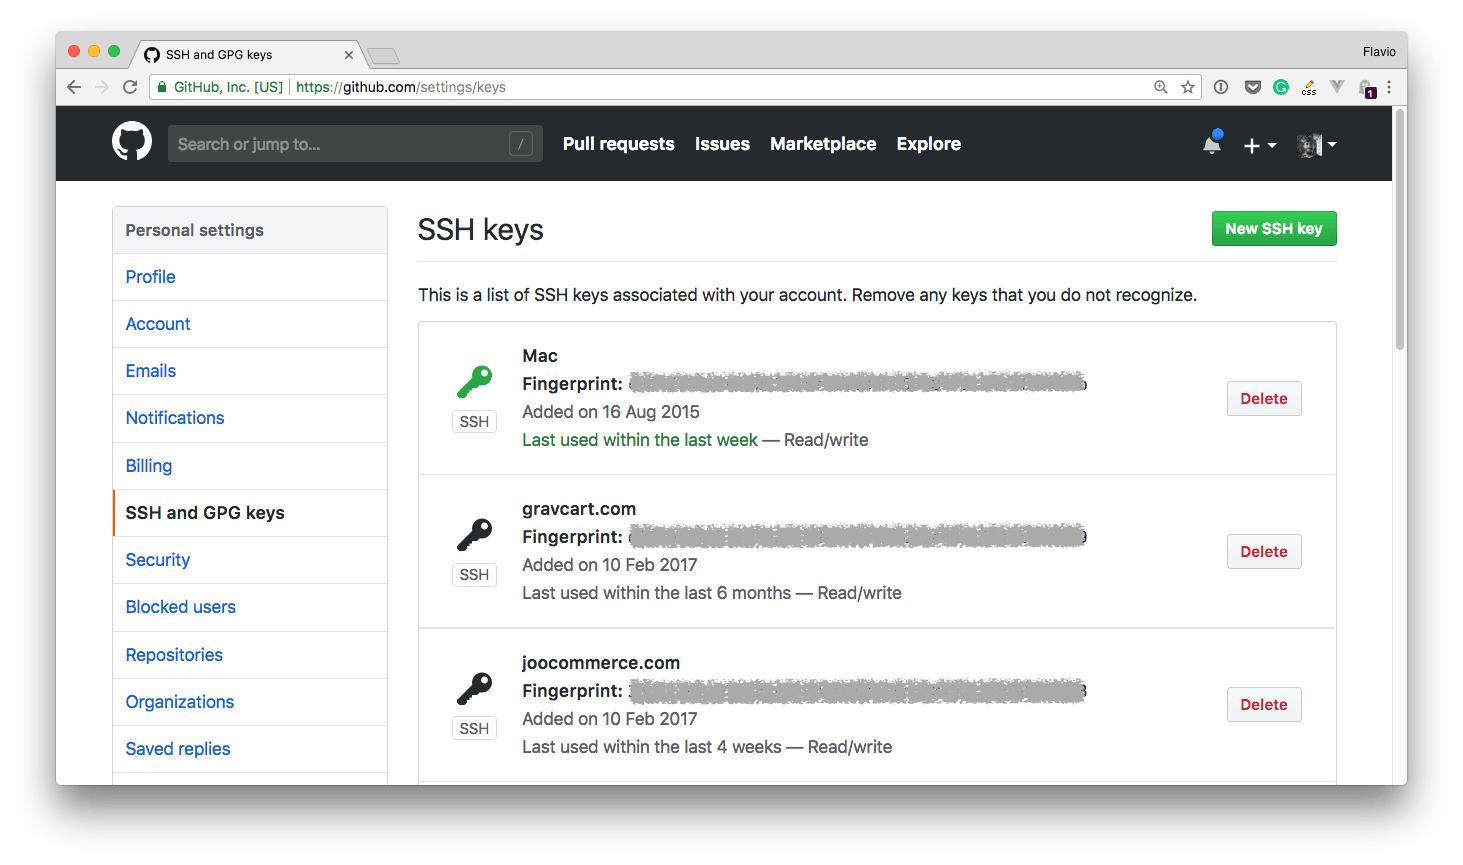 SSH and GPG keys
Flavio
GitHub, Inc. [US] https://github.com/settings/keys
css
1
Search or jump to... /
Pull requests Issues Marketplace Explore
Personal settings
Profile
Account
Emails
Notifications
Billing
SSH and GPG keys
Security
Blocked users
Repositories
Organizations
Saved replies
SSH keys
New SSH key
This is a list of SSH keys associated with your account. Remove any keys that you do not recognize.
Mac
Fingerprint:
Added on 16 Aug 2015
Last used within the last week — Read/write
SSH
Delete
gravcart.com
Fingerprint:
Added on 10 Feb 2017
Last used within the last 6 months — Read/write
SSH
Delete
joocommerce.com
Fingerprint:
Added on 10 Feb 2017
Last used within the last 4 weeks — Read/write
SSH
Delete